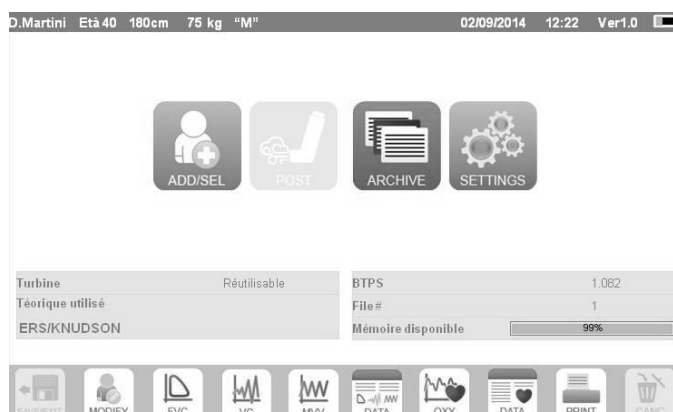 D.Martini Età 40 180cm 75 kg “M” 02/09/2014 12:22 Ver1.0
ADD/SEL POST ARCHIVE SETTINGS
Turbine Réutilisable
Téorique utilisé
ERS/KNUDSON
BTPS 1.082
File# 1
Mémoire disponible 99%
SAVE/EXIT MODIFY FVC VC MVV DATA OXY DATA PRINT CANC